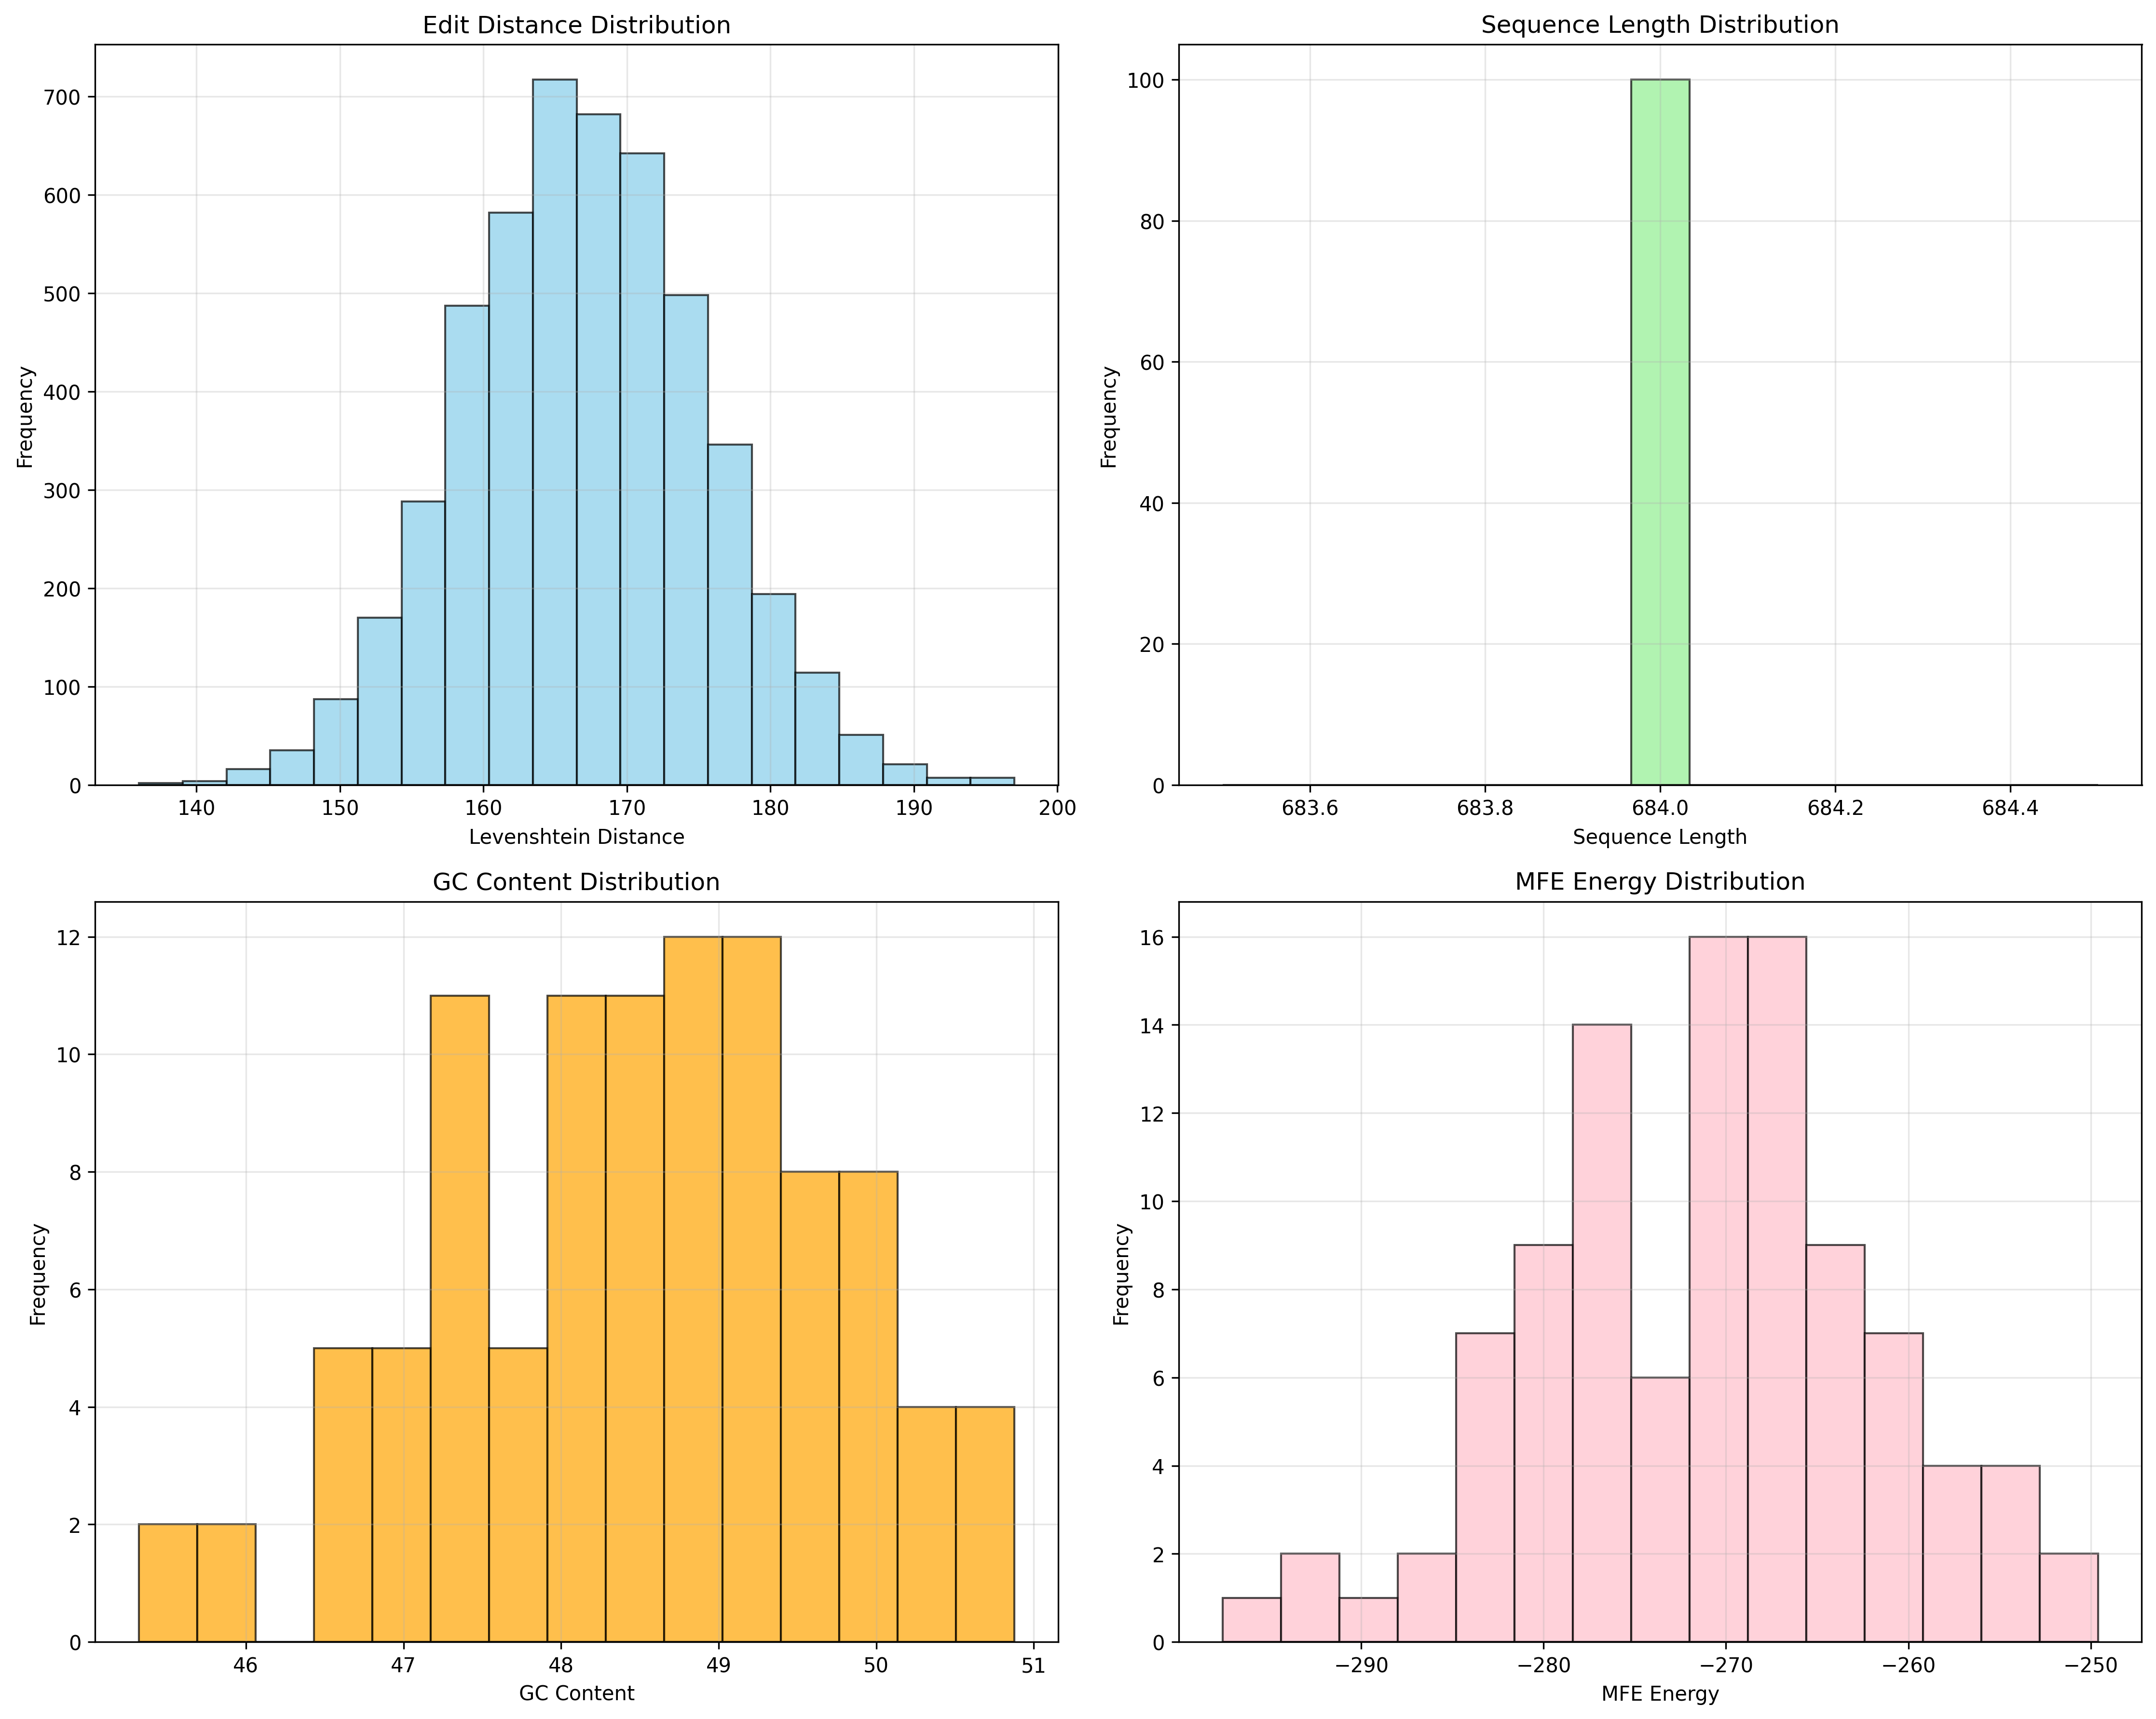 Edit Distance Distribution
Frequency
700
600
500
400
300
200
100
0
140 150 160 170 180 190 200
Levenshtein Distance
Sequence Length Distribution
Frequency
100
80
60
40
20
0
683.6 683.8 684.0 684.2 684.4
Sequence Length
GC Content Distribution
Frequency
12
10
8
6
4
2
0
46 47 48 49 50 51
GC Content
MFE Energy Distribution
Frequency
16
14
12
10
8
6
4
2
0
−290 −280 −270 −260 −250
MFE Energy